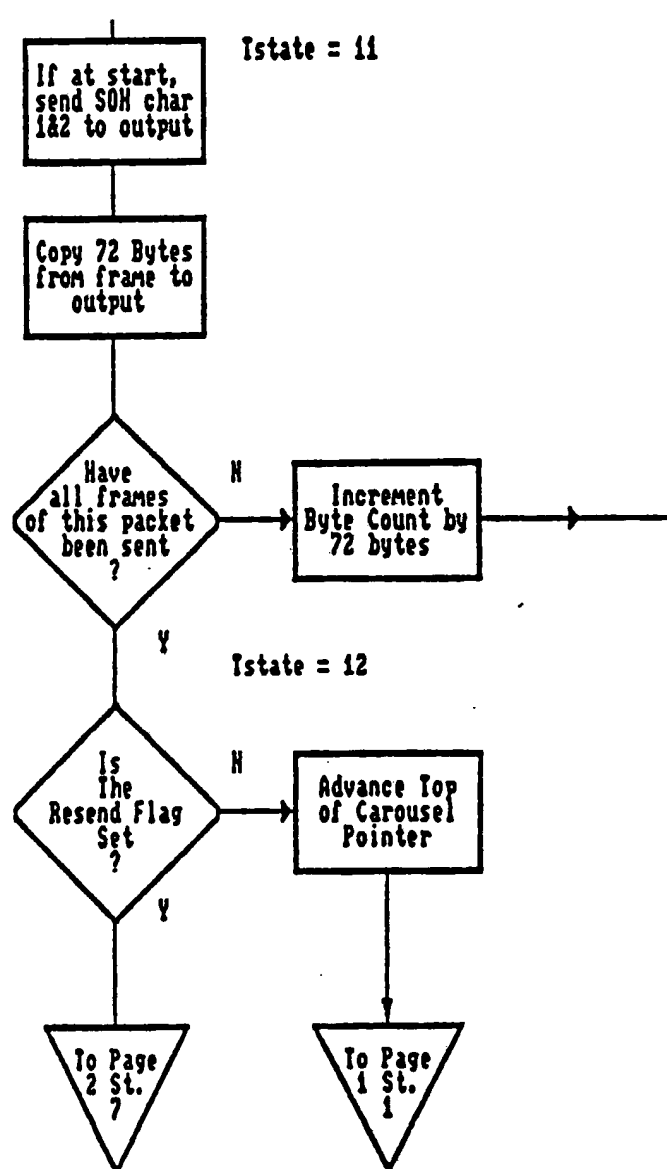 Tstate = 11
If at start,
send SOH char
1&2 to output
Copy 72 Bytes
from frame to
output
Have
all frames
of this packet
been sent
?
N
Increment
Byte Count by
72 bytes
Y
Tstate = 12
Is
The
Resend Flag
Set
?
N
Advance Top
of Carousel
Pointer
Y
To Page
2 St.
7
To Page
1 St.
1